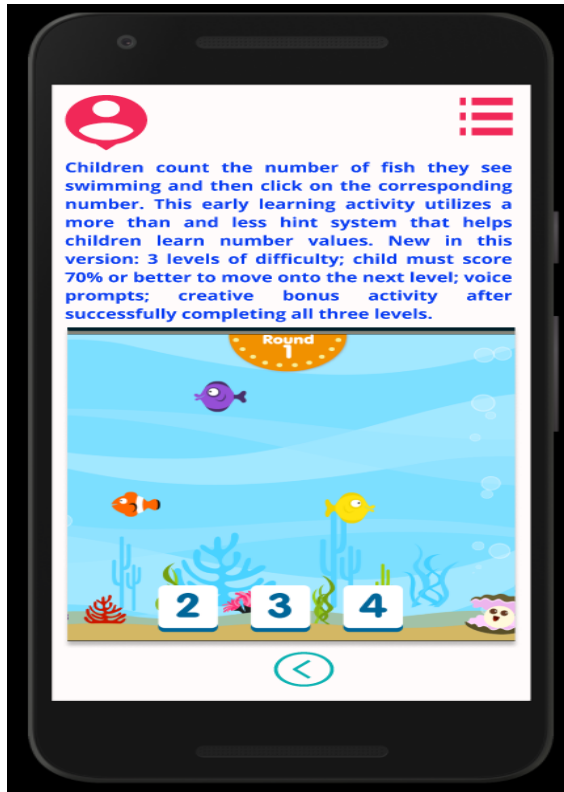 Children count the number of fish they see
swimming and then click on the corresponding
number. This early learning activity utilizes a
more than and less hint system that helps
children learn number values. New in this
version: 3 levels of difficulty; child must score
70% or better to move onto the next level; voice
prompts; creative bonus activity after
successfully completing all three levels.
Round
1
2 3 4